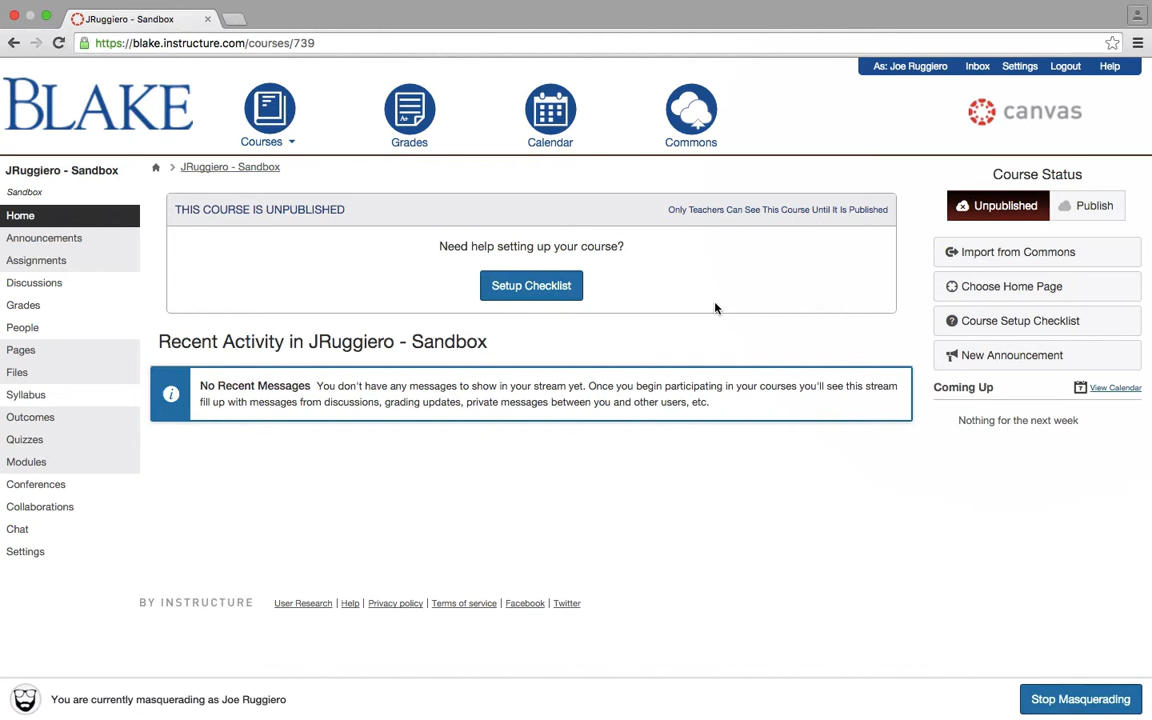 JRuggiero - Sandbox
https://blake.instructure.com/courses/739
As: Joe Ruggiero Inbox Settings Logout Help
BLAKE
Courses
Grades
Calendar
Commons
canvas
JRuggiero - Sandbox
Sandbox
Home
Announcements
Assignments
Discussions
Grades
People
Pages
Files
Syllabus
Outcomes
Quizzes
Modules
Conferences
Collaborations
Chat
Settings
JRuggiero - Sandbox
THIS COURSE IS UNPUBLISHED
Only Teachers Can See This Course Until It Is Published
Need help setting up your course?
Setup Checklist
Recent Activity in JRuggiero - Sandbox
No Recent Messages You don't have any messages to show in your stream yet. Once you begin participating in your courses you'll see this stream
fill up with messages from discussions, grading updates, private messages between you and other users, etc.
Course Status
Unpublished Publish
Import from Commons
Choose Home Page
Course Setup Checklist
New Announcement
Coming Up View Calendar
Nothing for the next week
BY INSTRUCTURE User Research | Help | Privacy policy | Terms of service | Facebook | Twitter
You are currently masquerading as Joe Ruggiero
Stop Masquerading